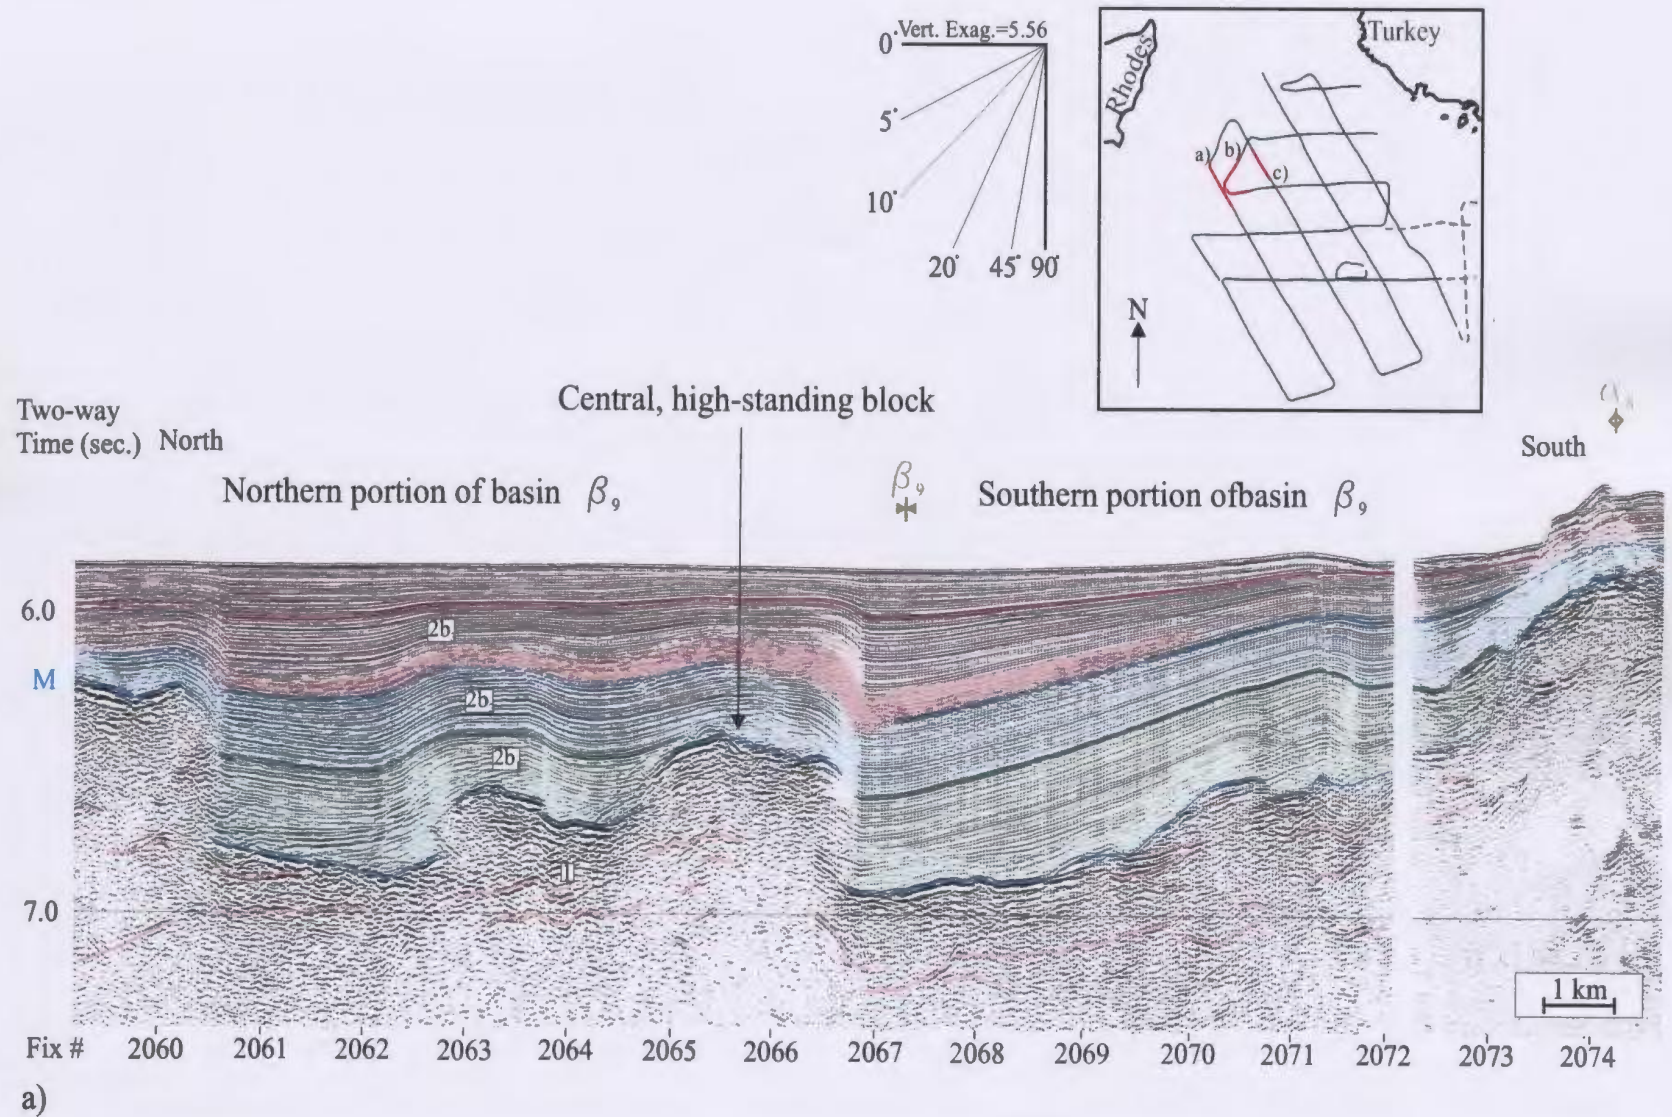 0° Vert. Exag.=5.56
5°
10°
20° 45° 90°
Rhodes
Turkey
a) b) c)
N
Central, high-standing block
Two-way
Time (sec.) North
South
Northern portion of basin β₉
β₉
Southern portion ofbasin β₉
6.0
2b
M
2b
2b
1
7.0
1 km
Fix # 2060 2061 2062 2063 2064 2065 2066 2067 2068 2069 2070 2071 2072 2073 2074
a)